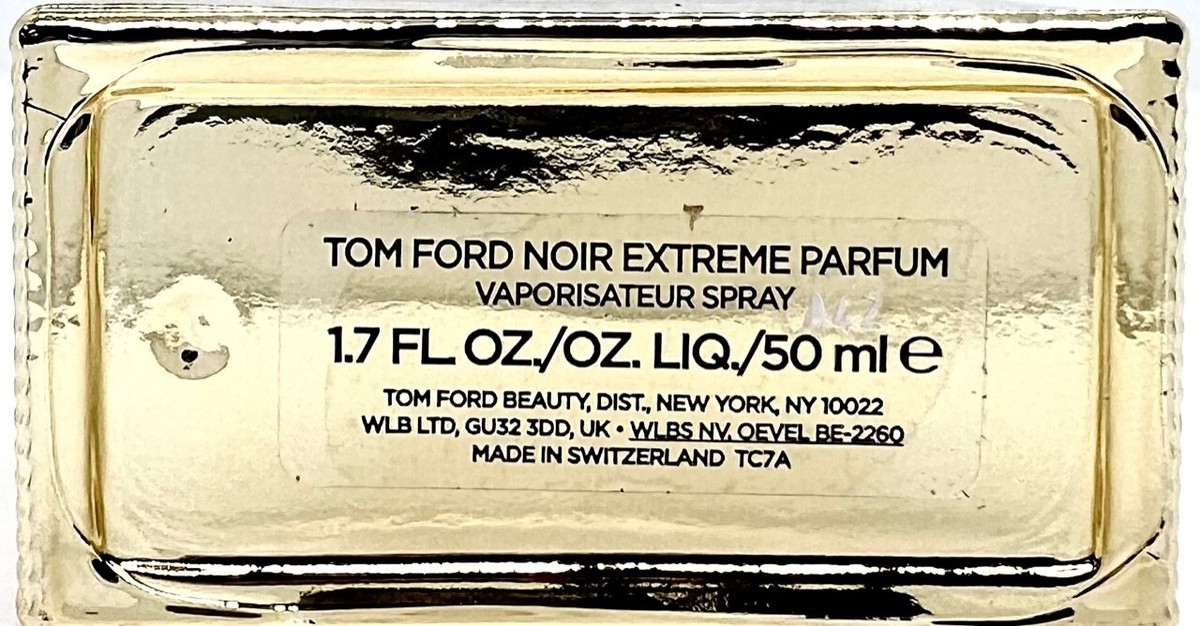 TOM FORD NOIR EXTREME PARFUM
VAPORISATEUR SPRAY
A42
1.7 FL OZ./OZ. LIQ./50 ml ℮
TOM FORD BEAUTY, DIST., NEW YORK, NY 10022
WLB LTD, GU32 3DD, UK • WLBS NV. OEVEL BE-2260
MADE IN SWITZERLAND TC7A